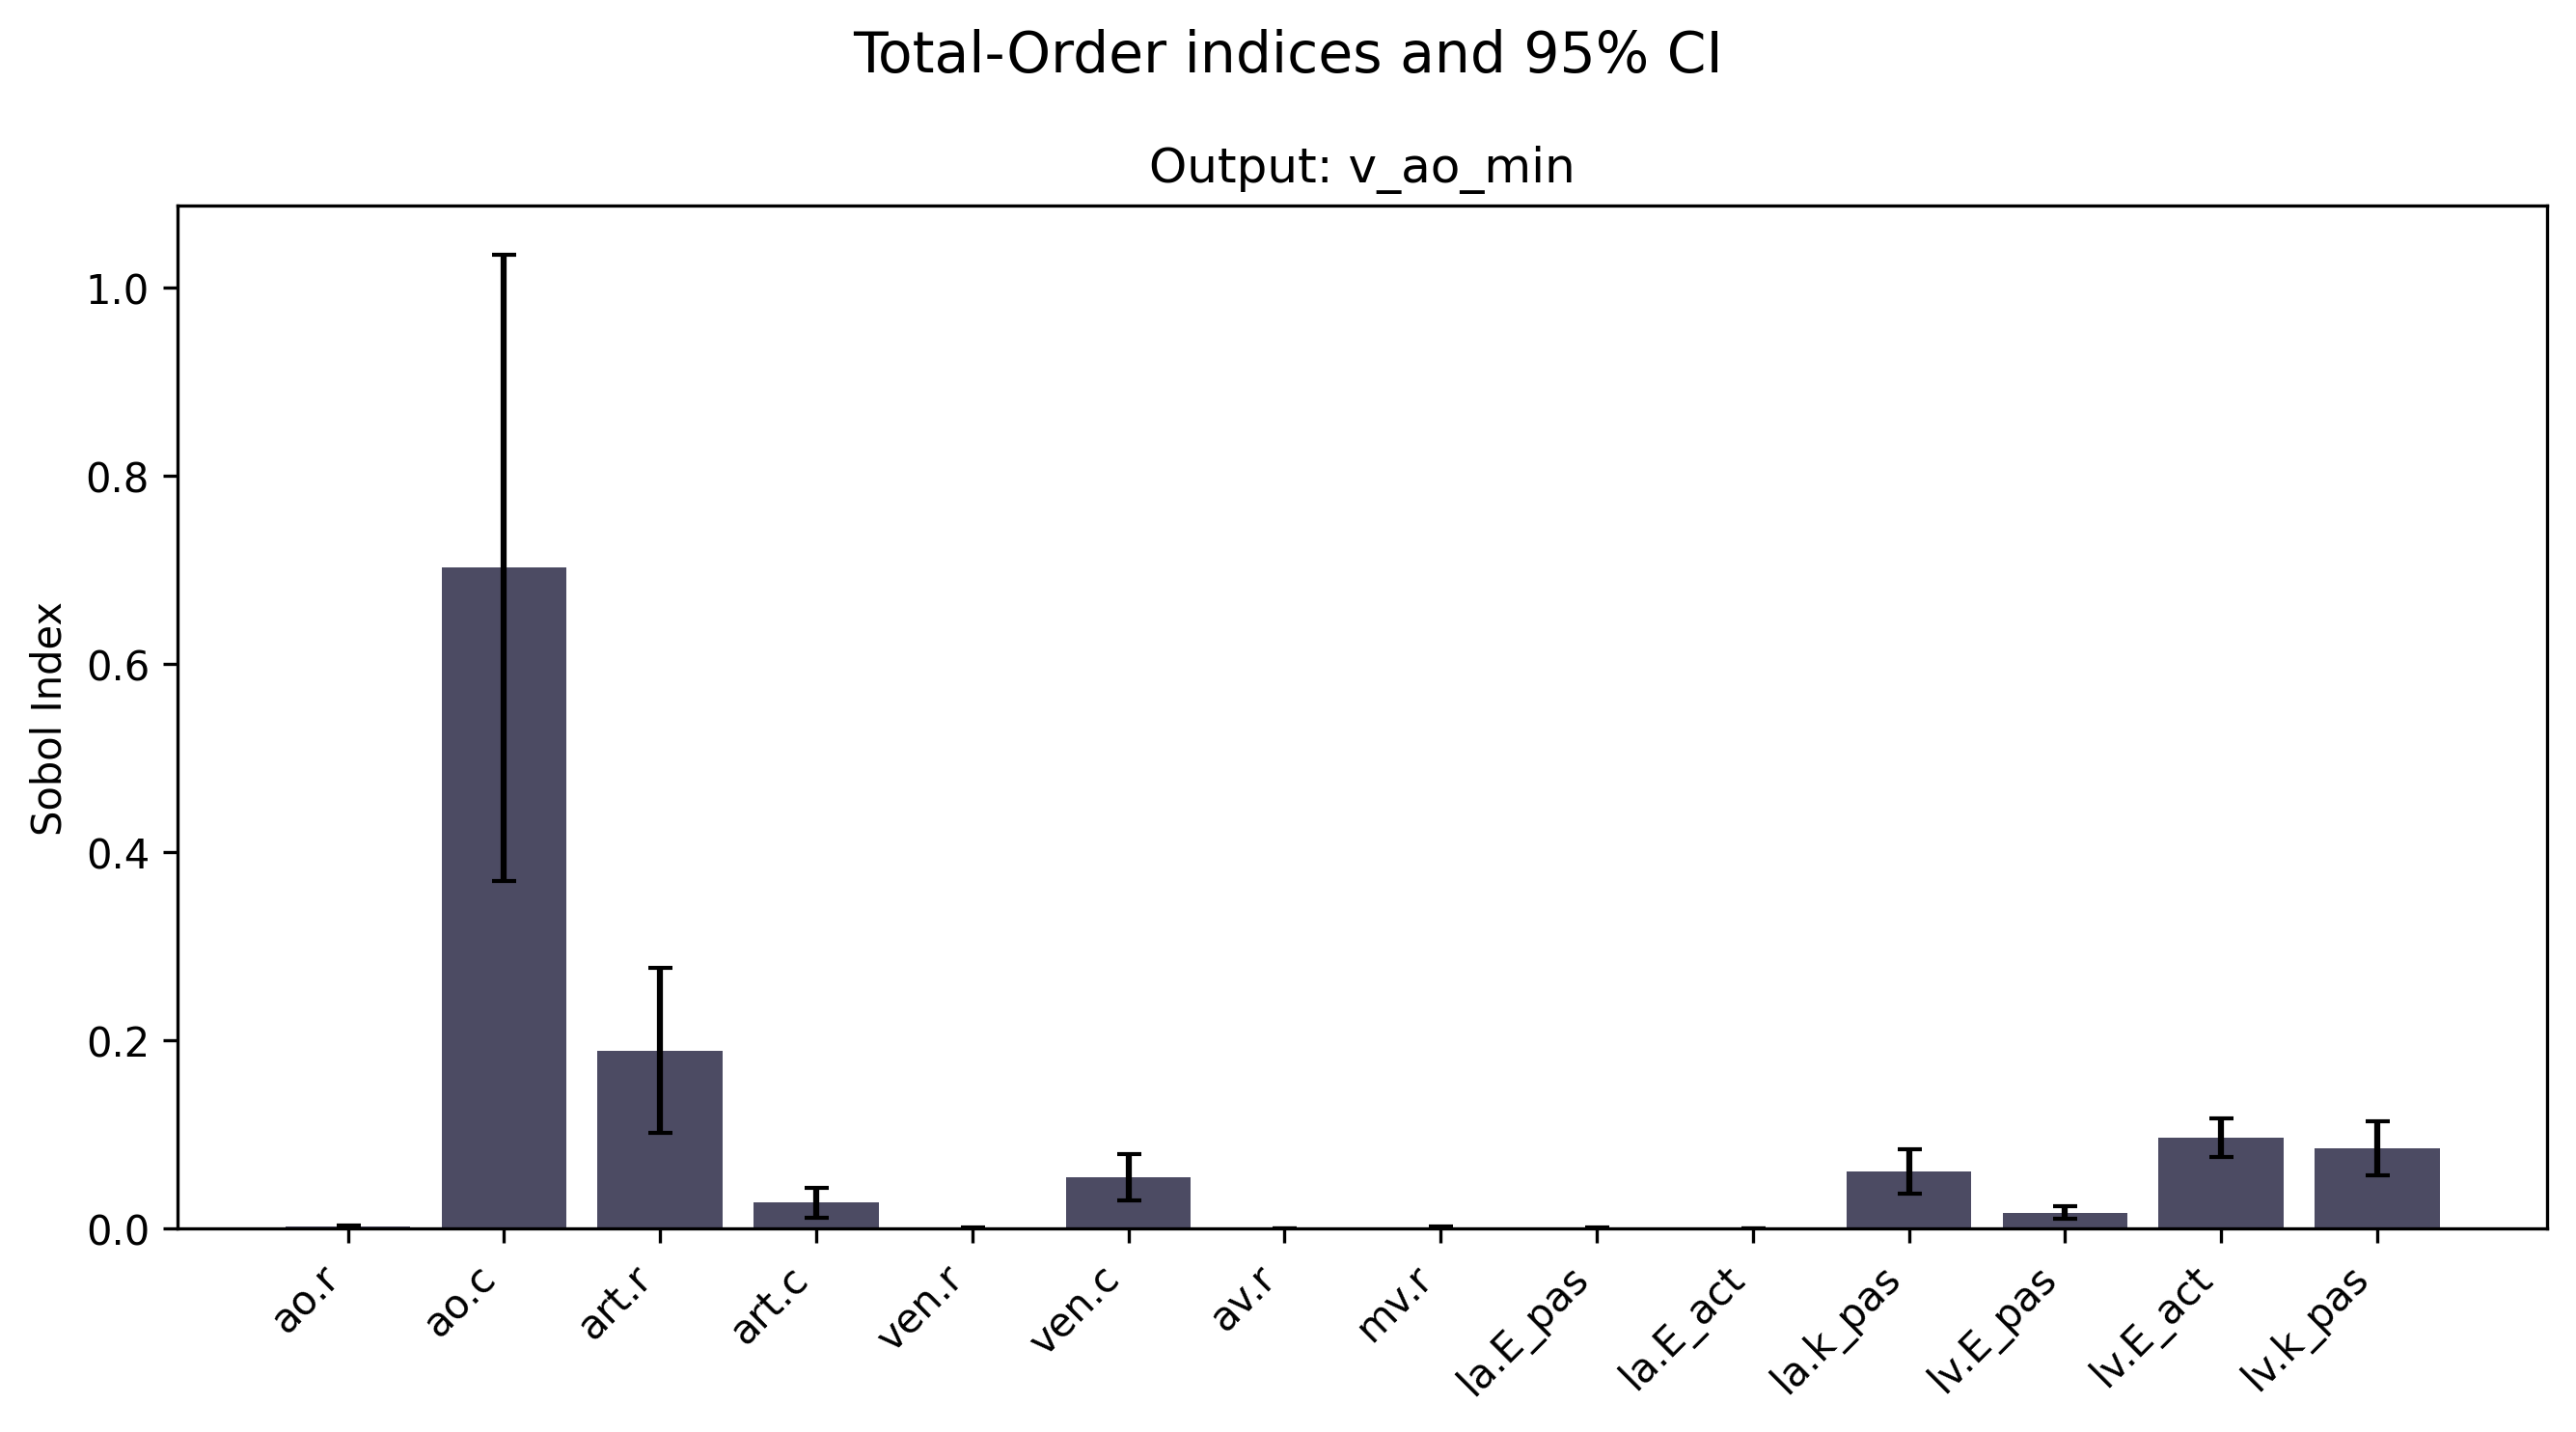 Total-Order indices and 95% CI
Output: v_ao_min
Sobol Index
1.0
0.8
0.6
0.4
0.2
0.0
ao.r
ao.c
art.r
art.c
ven.r
ven.c
av.r
mv.r
la.E_pas
la.E_act
la.k_pas
lv.E_pas
lv.E_act
lv.k_pas